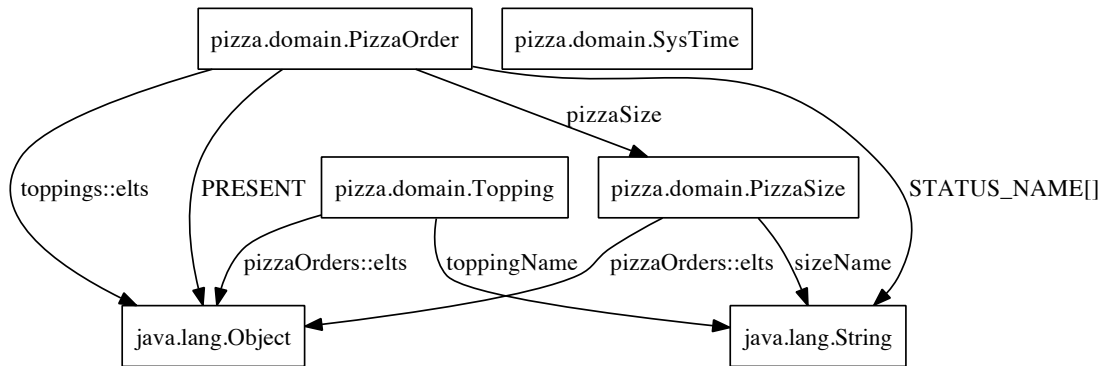 pizza.domain.PizzaOrder
pizza.domain.SysTime
pizzaSize
toppings::elts
PRESENT
pizza.domain.Topping
pizza.domain.PizzaSize
STATUS_NAME[]
pizzaOrders::elts
toppingName
pizzaOrders::elts
sizeName
java.lang.Object
java.lang.String